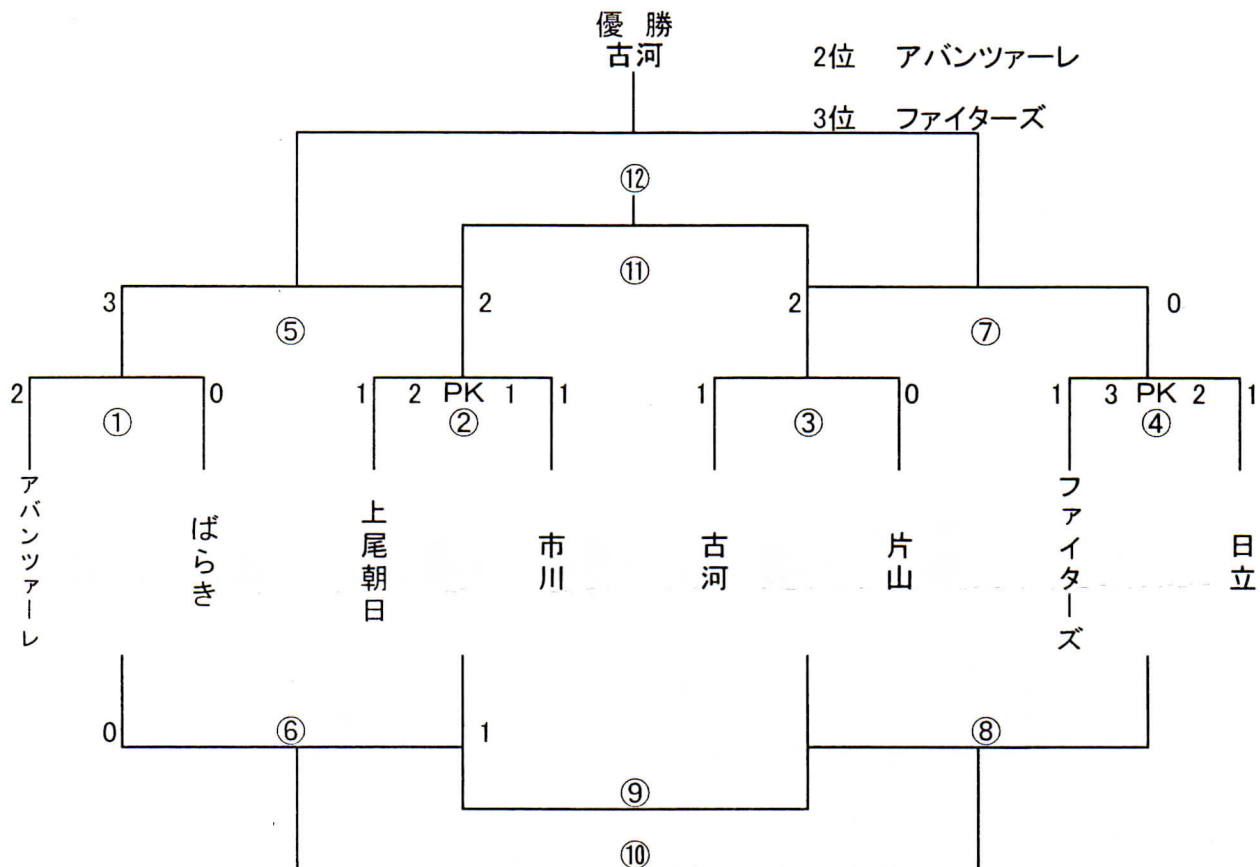 優勝
古河
2位 アバンツァーレ
3位 ファイターズ
⑫
⑪
3 2 2 0
⑤ ⑦
2 0 1 2 PK 1 1 1 0 1 3 PK 2 1
① ② ③ ④
アバンツァーレ
ばらき
上尾朝日
市川
古河
片山
ファイターズ
日立
0 ⑥ 1 ⑧
⑨
⑩